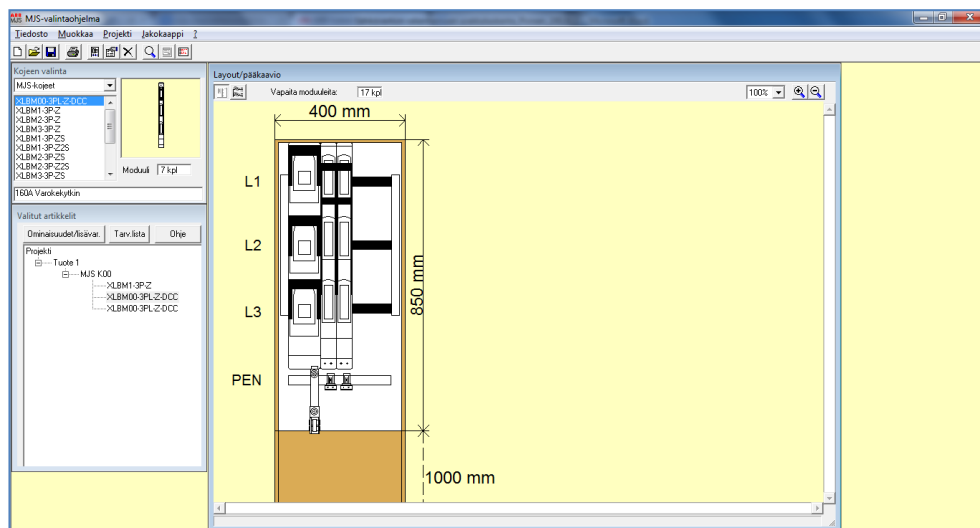 MJS-valintaohjelma
Tiedosto Muokkaa Projekti Jakokaappi ?
Kojeen valinta
MJS-kojeet
XLBM00-3PL-Z-DCC
XLBM1-3P-Z
XLBM2-3P-Z
XLBM3-3P-Z
XLBM1-3P-ZS
XLBM1-3P-Z2S
XLBM2-3P-ZS
XLBM2-3P-Z2S
XLBM3-3P-ZS
Moduuli 7 kpl
160A Varokekytkin
Valitut artikkelit
Ominaisuudet/lisävar. Tarv.lista Ohje
Projekti
Tuote 1
MJS K00
XLBM1-3P-Z
XLBM00-3PL-Z-DCC
XLBM00-3PL-Z-DCC
Layout/pääkaavio
Vapaita moduuleita: 17 kpl
100%
400 mm
L1
L2
L3
PEN
850 mm
1000 mm